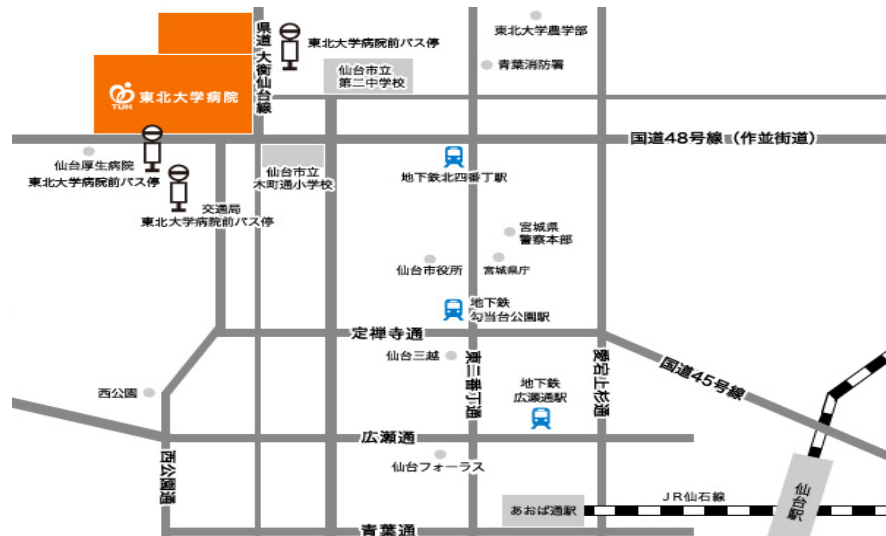 県道 大衡仙台線
東北大学病院前バス停
東北大学農学部
仙台市立
第二中学校
青葉消防署
TUH
東北大学病院
国道48号線（作並街道）
仙台厚生病院
東北大学病院前バス停
仙台市立
木町通小学校
地下鉄北四番丁駅
交通局
東北大学病院前バス停
宮城県
警察本部
仙台市役所
宮城県庁
地下鉄
勾当台公園駅
定禅寺通
仙台三越
東二番丁通
愛宮上杉通
国道45号線
西公園
地下鉄
広瀬通駅
広瀬通
西公園通
仙台フォーラス
あおば通駅
JR仙石線
仙台駅
青葉通